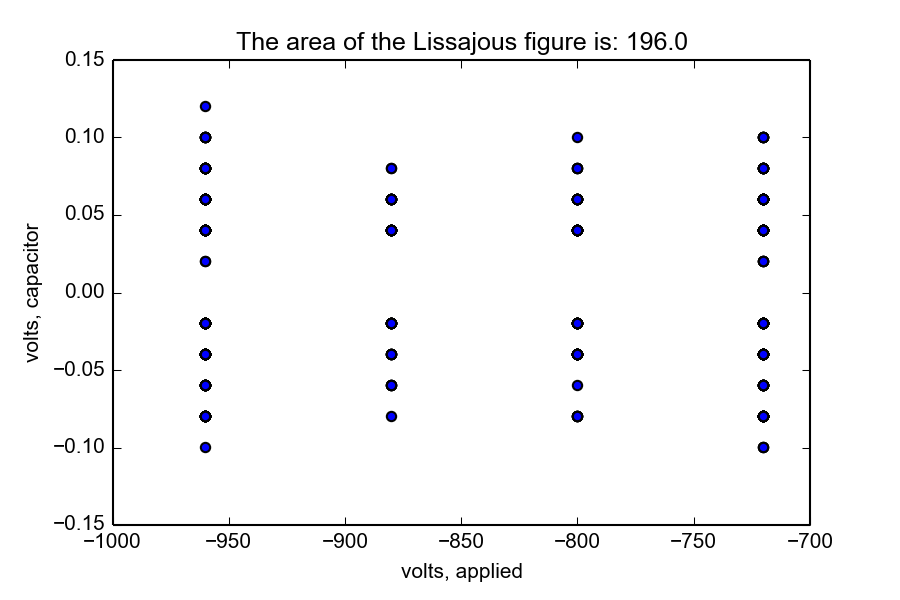 The area of the Lissajous figure is: 196.0
0.15
0.10
0.05
0.00
−0.05
−0.10
−0.15
−1000 −950 −900 −850 −800 −750 −700
volts, capacitor
volts, applied